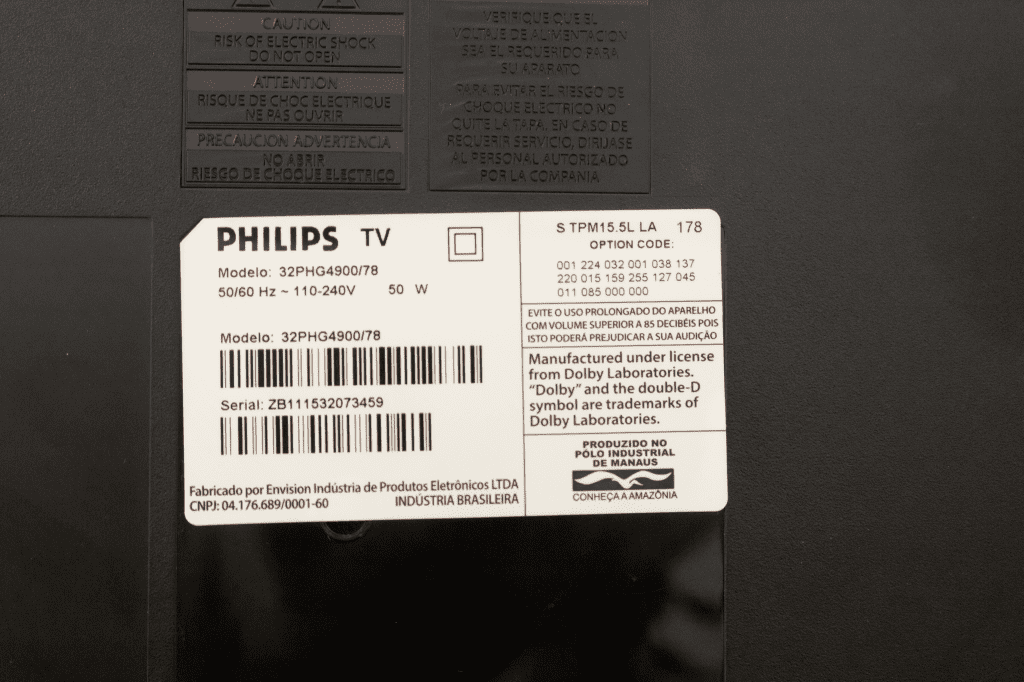 CAUTION
RISK OF ELECTRIC SHOCK
DO NOT OPEN
ATTENTION
RISQUE DE CHOC ELECTRIQUE
NE PAS OUVRIR
PRECAUCION ADVERTENCIA
NO ABRIR
RIESGO DE CHOQUE ELECTRICO
VERIFIQUE QUE EL
VOLTAJE DE ALIMENTACION
SEA EL REQUERIDO PARA
SU APARATO
PARA EVITAR EL RIESGO DE
CHOQUE ELECTRICO NO
QUITE LA TAPA, EN CASO DE
REQUERIR SERVICIO, DIRIJASE
AL PERSONAL AUTORIZADO
POR LA COMPANIA
PHILIPS TV
Modelo: 32PHG4900/78
50/60 Hz ~ 110-240V 50 W
Modelo: 32PHG4900/78
Serial: ZB111532073459
Fabricado por Envision Indústria de Produtos Eletrônicos LTDA
CNPJ: 04.176.689/0001-60 INDÚSTRIA BRASILEIRA
S TPM15.5L LA 178
OPTION CODE:
001 224 032 001 038 137
220 015 159 255 127 045
011 085 000 000
EVITE O USO PROLONGADO DO APARELHO
COM VOLUME SUPERIOR A 85 DECIBÉIS POIS
ISTO PODERÁ PREJUDICAR A SUA AUDIÇÃO
Manufactured under license
from Dolby Laboratories.
“Dolby” and the double-D
symbol are trademarks of
Dolby Laboratories.
PRODUZIDO NO
PÓLO INDUSTRIAL
DE MANAUS
CONHEÇA A AMAZÔNIA